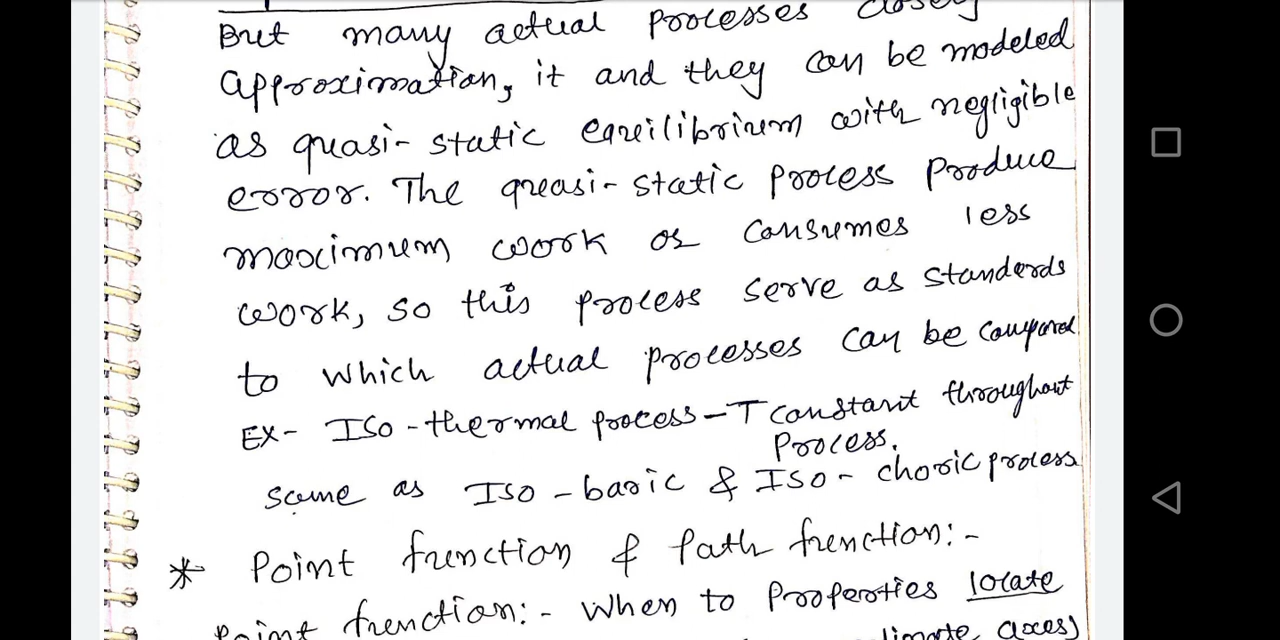 But many actual processes closely
approximation, it and they can be modeled
as quasi-static equilibrium with negligible
error. The quasi-static process produce
maximum work or consumes less
work, so this process serve as standerds
to which actual processes can be compared
EX- Iso-thermal process-T constant throughout
process.
same as Iso-baric & Iso-choric process
* Point function & Path function:-
Point function:- When to properties locate
axes)